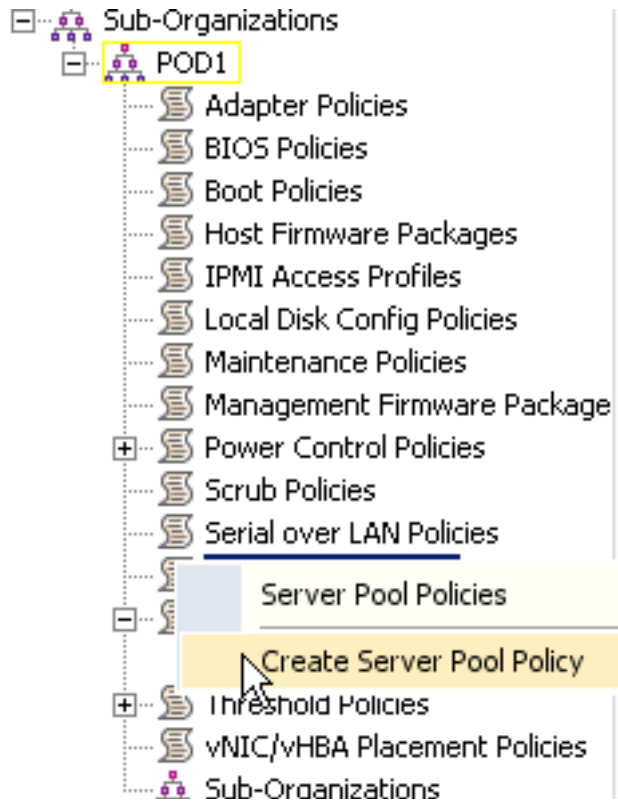 Sub-Organizations
POD1
Adapter Policies
BIOS Policies
Boot Policies
Host Firmware Packages
IPMI Access Profiles
Local Disk Config Policies
Maintenance Policies
Management Firmware Package
Power Control Policies
Scrub Policies
Serial over LAN Policies
Server Pool Policies
Create Server Pool Policy
Threshold Policies
vNIC/vHBA Placement Policies
Sub-Organizations